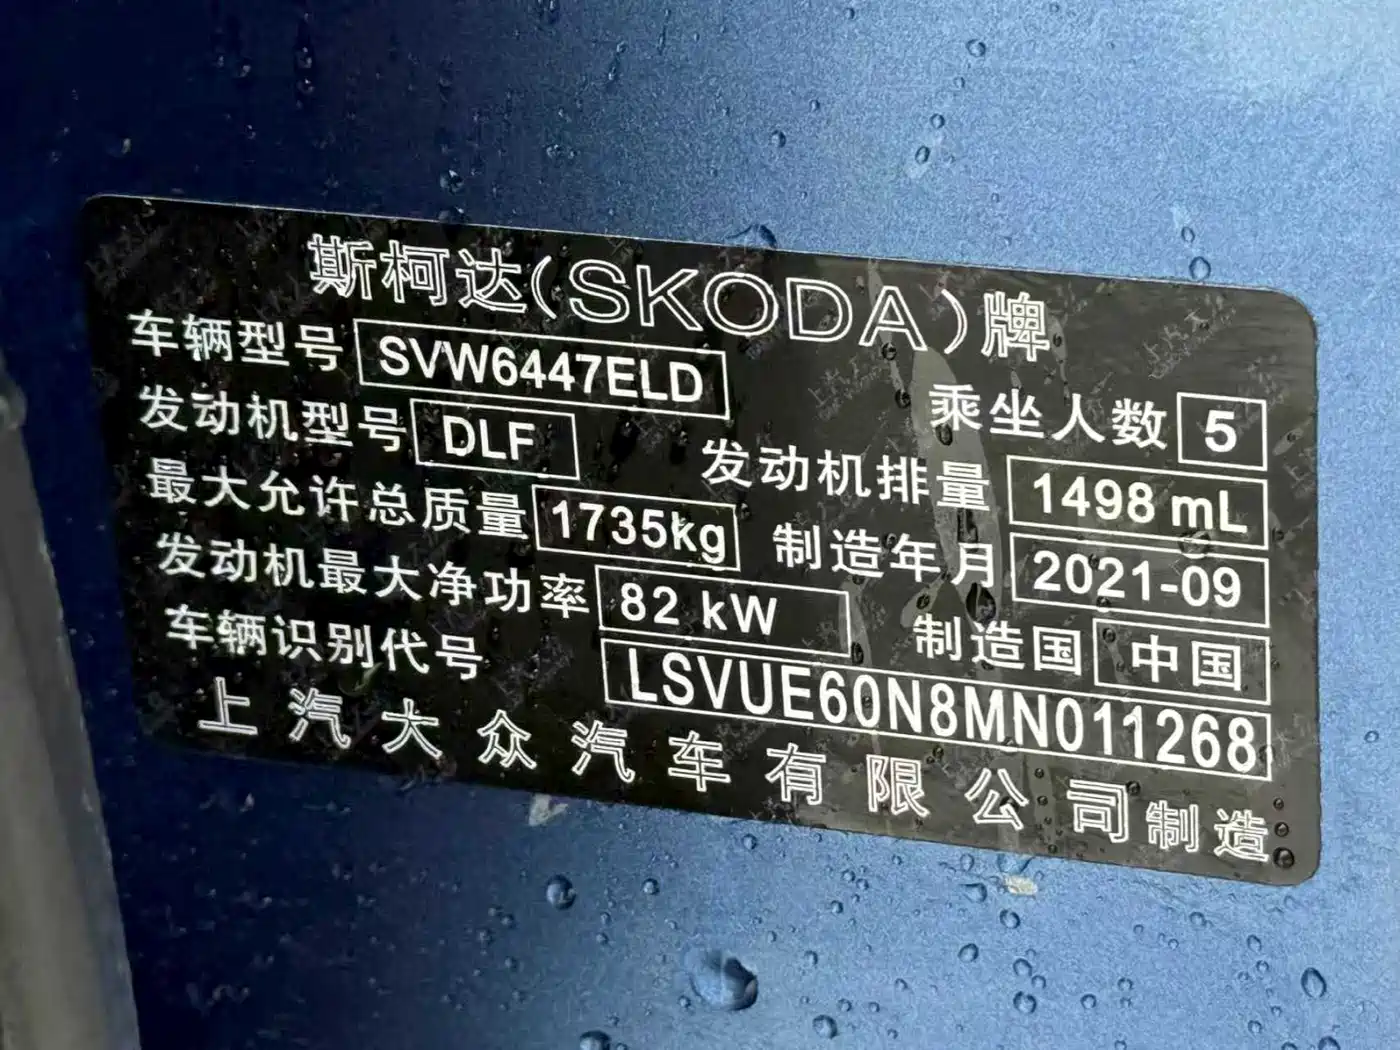 斯柯达(SKODA)牌
车辆型号 SVW6447ELD
乘坐人数 5
发动机型号 DLF
发动机排量 1498 mL
最大允许总质量 1735kg
制造年月 2021-09
发动机最大净功率 82 kW
制造国 中国
车辆识别代号 LSVUE60N8MN011268
上汽大众汽车有限公司制造